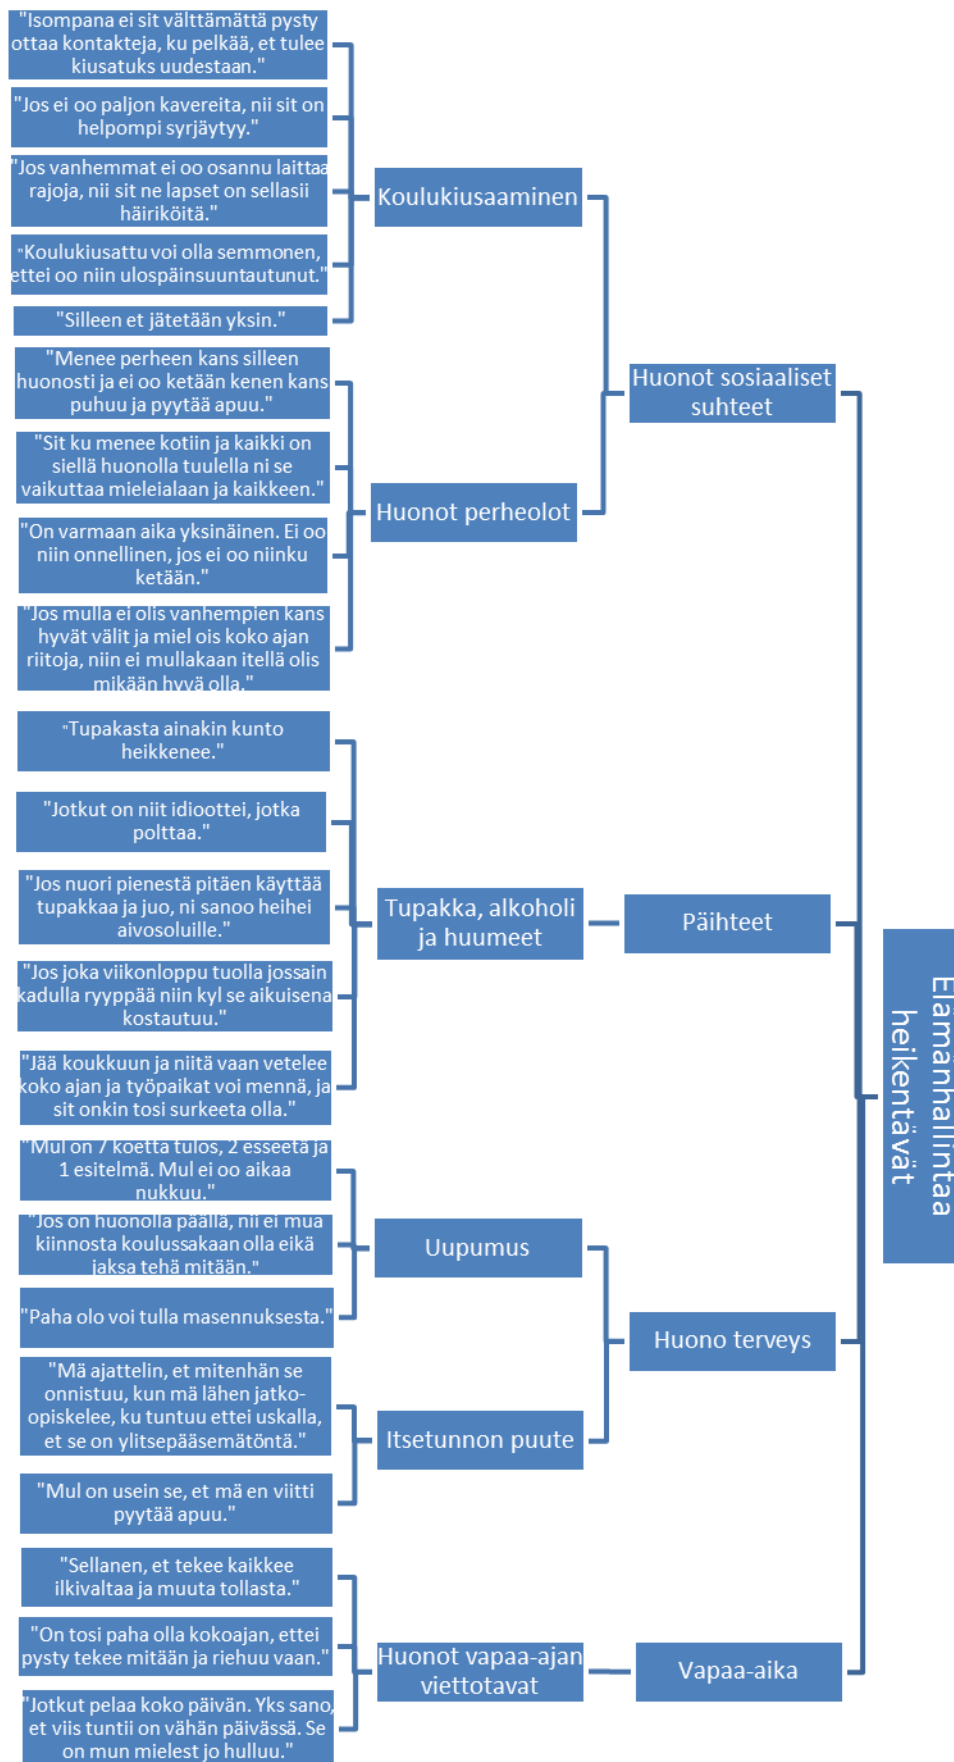 "Isompana ei sit välttämättä pysty
ottaa kontakteja, ku pelkää, et tulee
kiusatuks uudestaan."
"Jos ei oo paljon kavereita, nii sit on
helpompi syrjäytyy."
"Jos vanhemmat ei oo osannu laittaa
rajoja, nii sit ne lapset on sellasii
häiriköitä."
"Koulukiusattu voi olla semmonen,
ettei oo niin ulospäinsuuntautunut."
"Silleen et jätetään yksin."
Koulukiusaaminen
"Menee perheen kans silleen
huonosti ja ei oo ketään kenen kans
puhuu ja pyytää apuu."
"Sit ku menee kotiin ja kaikki on
siellä huonolla tuulella ni se
vaikuttaa mieleialaan ja kaikkeen."
"On varmaan aika yksinäinen. Ei oo
niin onnellinen, jos ei oo niinku
ketään."
"Jos mulla ei olis vanhempien kans
hyvät välit ja miel ois koko ajan
riitoja, niin ei mullakaan itellä olis
mikään hyvä olla."
Huonot perheolot
Huonot sosiaaliset
suhteet
"Tupakasta ainakin kunto
heikkenee."
"Jotkut on niit idioottei, jotka
polttaa."
"Jos nuori pienestä pitäen käyttää
tupakkaa ja juo, ni sanoo heihei
aivosoluille."
"Jos joka viikonloppu tuolla jossain
kadulla ryyppää niin kyl se aikuisena
kostautuu."
"Jää koukkuun ja niitä vaan vetelee
koko ajan ja työpaikat voi mennä, ja
sit onkin tosi surkeeta olla."
Tupakka, alkoholi
ja huumeet
Päihteet
"Mul on 7 koetta tulos, 2 esseetä ja
1 esitelmä. Mul ei oo aikaa
nukkuu."
"Jos on huonolla päällä, nii ei mua
kiinnosta koulussakaan olla eikä
jaksa tehä mitään."
"Paha olo voi tulla masennuksesta."
Uupumus
"Mä ajattelin, et mitenhän se
onnistuu, kun mä lähen jatko-
opiskelee, ku tuntuu ettei uskalla,
et se on ylitsepääsemätöntä."
"Mul on usein se, et mä en viitti
pyytää apuu."
Itsetunnon puute
Huono terveys
"Sellanen, et tekee kaikkee
ilkivaltaa ja muuta tollasta."
"On tosi paha olla kokoajan, ettei
pysty tekee mitään ja riehuu vaan."
"Jotkut pelaa koko päivän. Yks sano,
et viis tuntii on vähän päivässä. Se
on mun mielest jo hulluu."
Huonot vapaa-ajan
viettotavat
Vapaa-aika
Elämänhallintaa
heikentävät